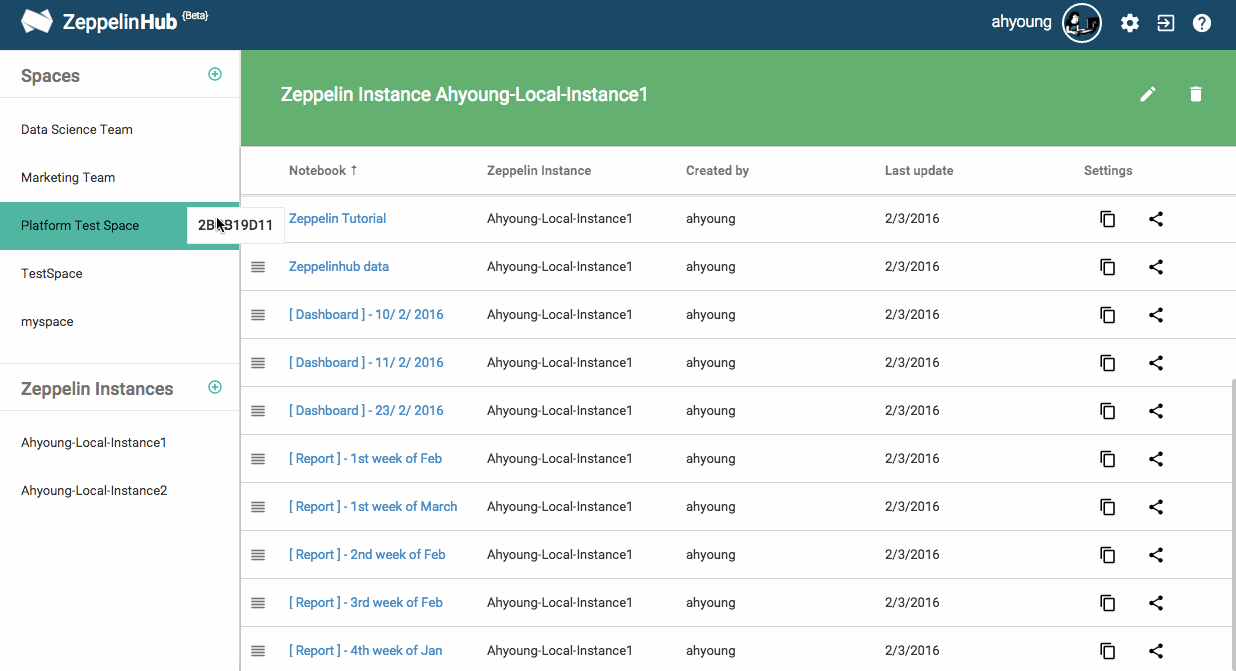 ZeppelinHub {Beta}
ahyoung
Spaces
Data Science Team
Marketing Team
Platform Test Space
TestSpace
myspace
Zeppelin Instances
Ahyoung-Local-Instance1
Ahyoung-Local-Instance2
Zeppelin Instance Ahyoung-Local-Instance1
Notebook ↑ Zeppelin Instance Created by Last update Settings
Zeppelin Tutorial Ahyoung-Local-Instance1 ahyoung 2/3/2016
Zeppelinhub data Ahyoung-Local-Instance1 ahyoung 2/3/2016
[ Dashboard ] - 10/ 2/ 2016 Ahyoung-Local-Instance1 ahyoung 2/3/2016
[ Dashboard ] - 11/ 2/ 2016 Ahyoung-Local-Instance1 ahyoung 2/3/2016
[ Dashboard ] - 23/ 2/ 2016 Ahyoung-Local-Instance1 ahyoung 2/3/2016
[ Report ] - 1st week of Feb Ahyoung-Local-Instance1 ahyoung 2/3/2016
[ Report ] - 1st week of March Ahyoung-Local-Instance1 ahyoung 2/3/2016
[ Report ] - 2nd week of Feb Ahyoung-Local-Instance1 ahyoung 2/3/2016
[ Report ] - 3rd week of Feb Ahyoung-Local-Instance1 ahyoung 2/3/2016
[ Report ] - 4th week of Jan Ahyoung-Local-Instance1 ahyoung 2/3/2016